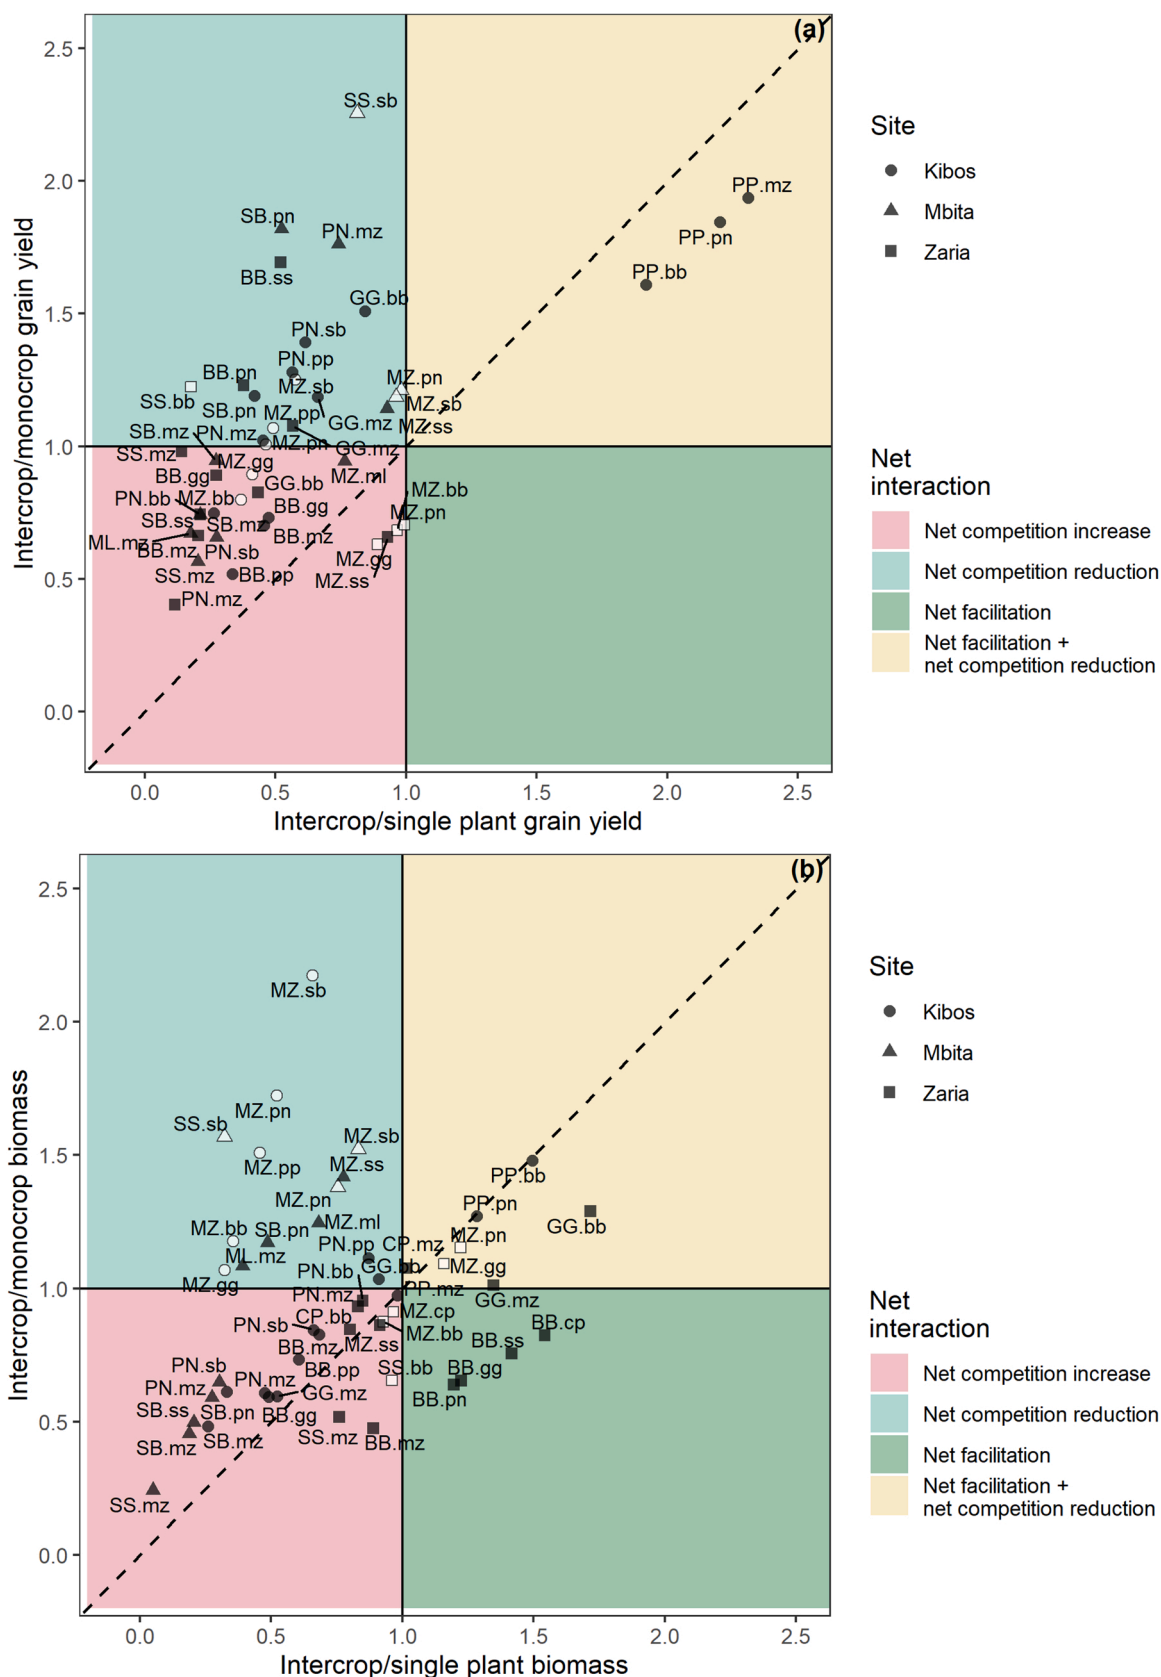 (a)
2.5
2.0
1.5
1.0
0.5
0.0
Intercrop/monocrop grain yield
SS.sb
SB.pn
PN.mz
BB.ss
GG.bb
PN.sb
PN.pp
BB.pn
MZ.sb
MZ.pn
SS.bb
SB.pn
MZ.pp
GG.mz
MZ.sb
MZ.ss
SB.mz
PN.mz
MZ.pn
GG.mz
SS.mz
MZ.gg
MZ.ml
BB.gg
GG.bb
MZ.bb
PN.bb
MZ.bb
BB.gg
MZ.pn
SB.ss
SB.mz
BB.mz
ML.mz
BB.mz
PN.sb
MZ.gg
SS.mz
BB.pp
MZ.ss
PN.mz
PP.mz
PP.pn
PP.bb
0.0
0.5
1.0
1.5
2.0
2.5
Intercrop/single plant grain yield
Site
Kibos
Mbita
Zaria
Net
interaction
Net competition increase
Net competition reduction
Net facilitation
Net facilitation +
net competition reduction
(b)
2.5
2.0
1.5
1.0
0.5
0.0
Intercrop/monocrop biomass
MZ.sb
MZ.pn
SS.sb
MZ.sb
MZ.pp
MZ.ss
MZ.pn
MZ.bb
SB.pn
MZ.ml
PN.pp
CP.mz
ML.mz
GG.bb
MZ.gg
PN.bb
PP.bb
PP.pn
GG.bb
MZ.pn
MZ.gg
PP.mz
GG.mz
PN.mz
CP.bb
MZ.cp
PN.sb
MZ.bb
BB.mz
MZ.ss
BB.cp
BB.ss
PN.sb
BB.pp
SS.bb
BB.gg
PN.mz
PN.mz
GG.mz
BB.pn
SB.ss
SB.pn
BB.gg
SB.mz
SB.mz
SS.mz
BB.mz
SS.mz
0.0
0.5
1.0
1.5
2.0
2.5
Intercrop/single plant biomass
Site
Kibos
Mbita
Zaria
Net
interaction
Net competition increase
Net competition reduction
Net facilitation
Net facilitation +
net competition reduction